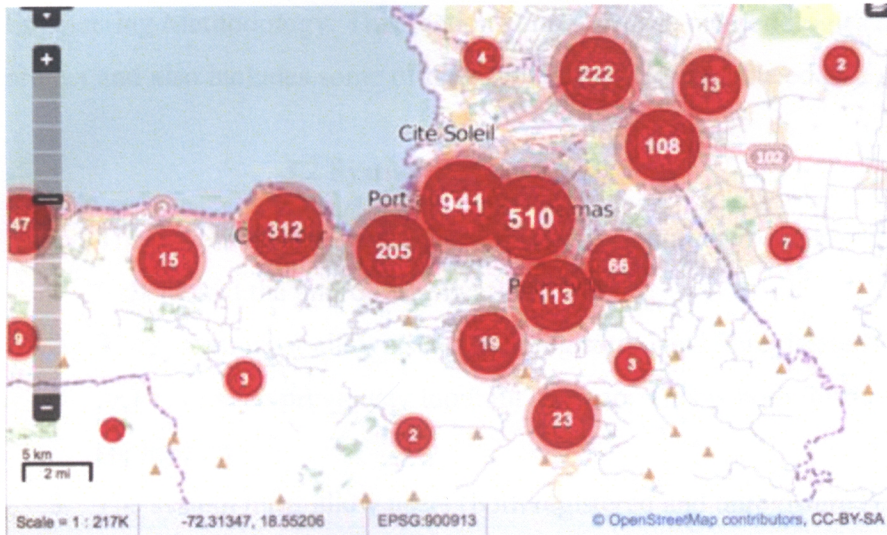 4
222
13
2
108
102
Cité Soleil
941
510
mas
Port-a
47
312
205
15
7
66
113
9
19
3
3
23
2
5 km
2 mi
Scale = 1 : 217K
-72.31347, 18.55206
EPSG:900913
© OpenStreetMap contributors, CC-BY-SA